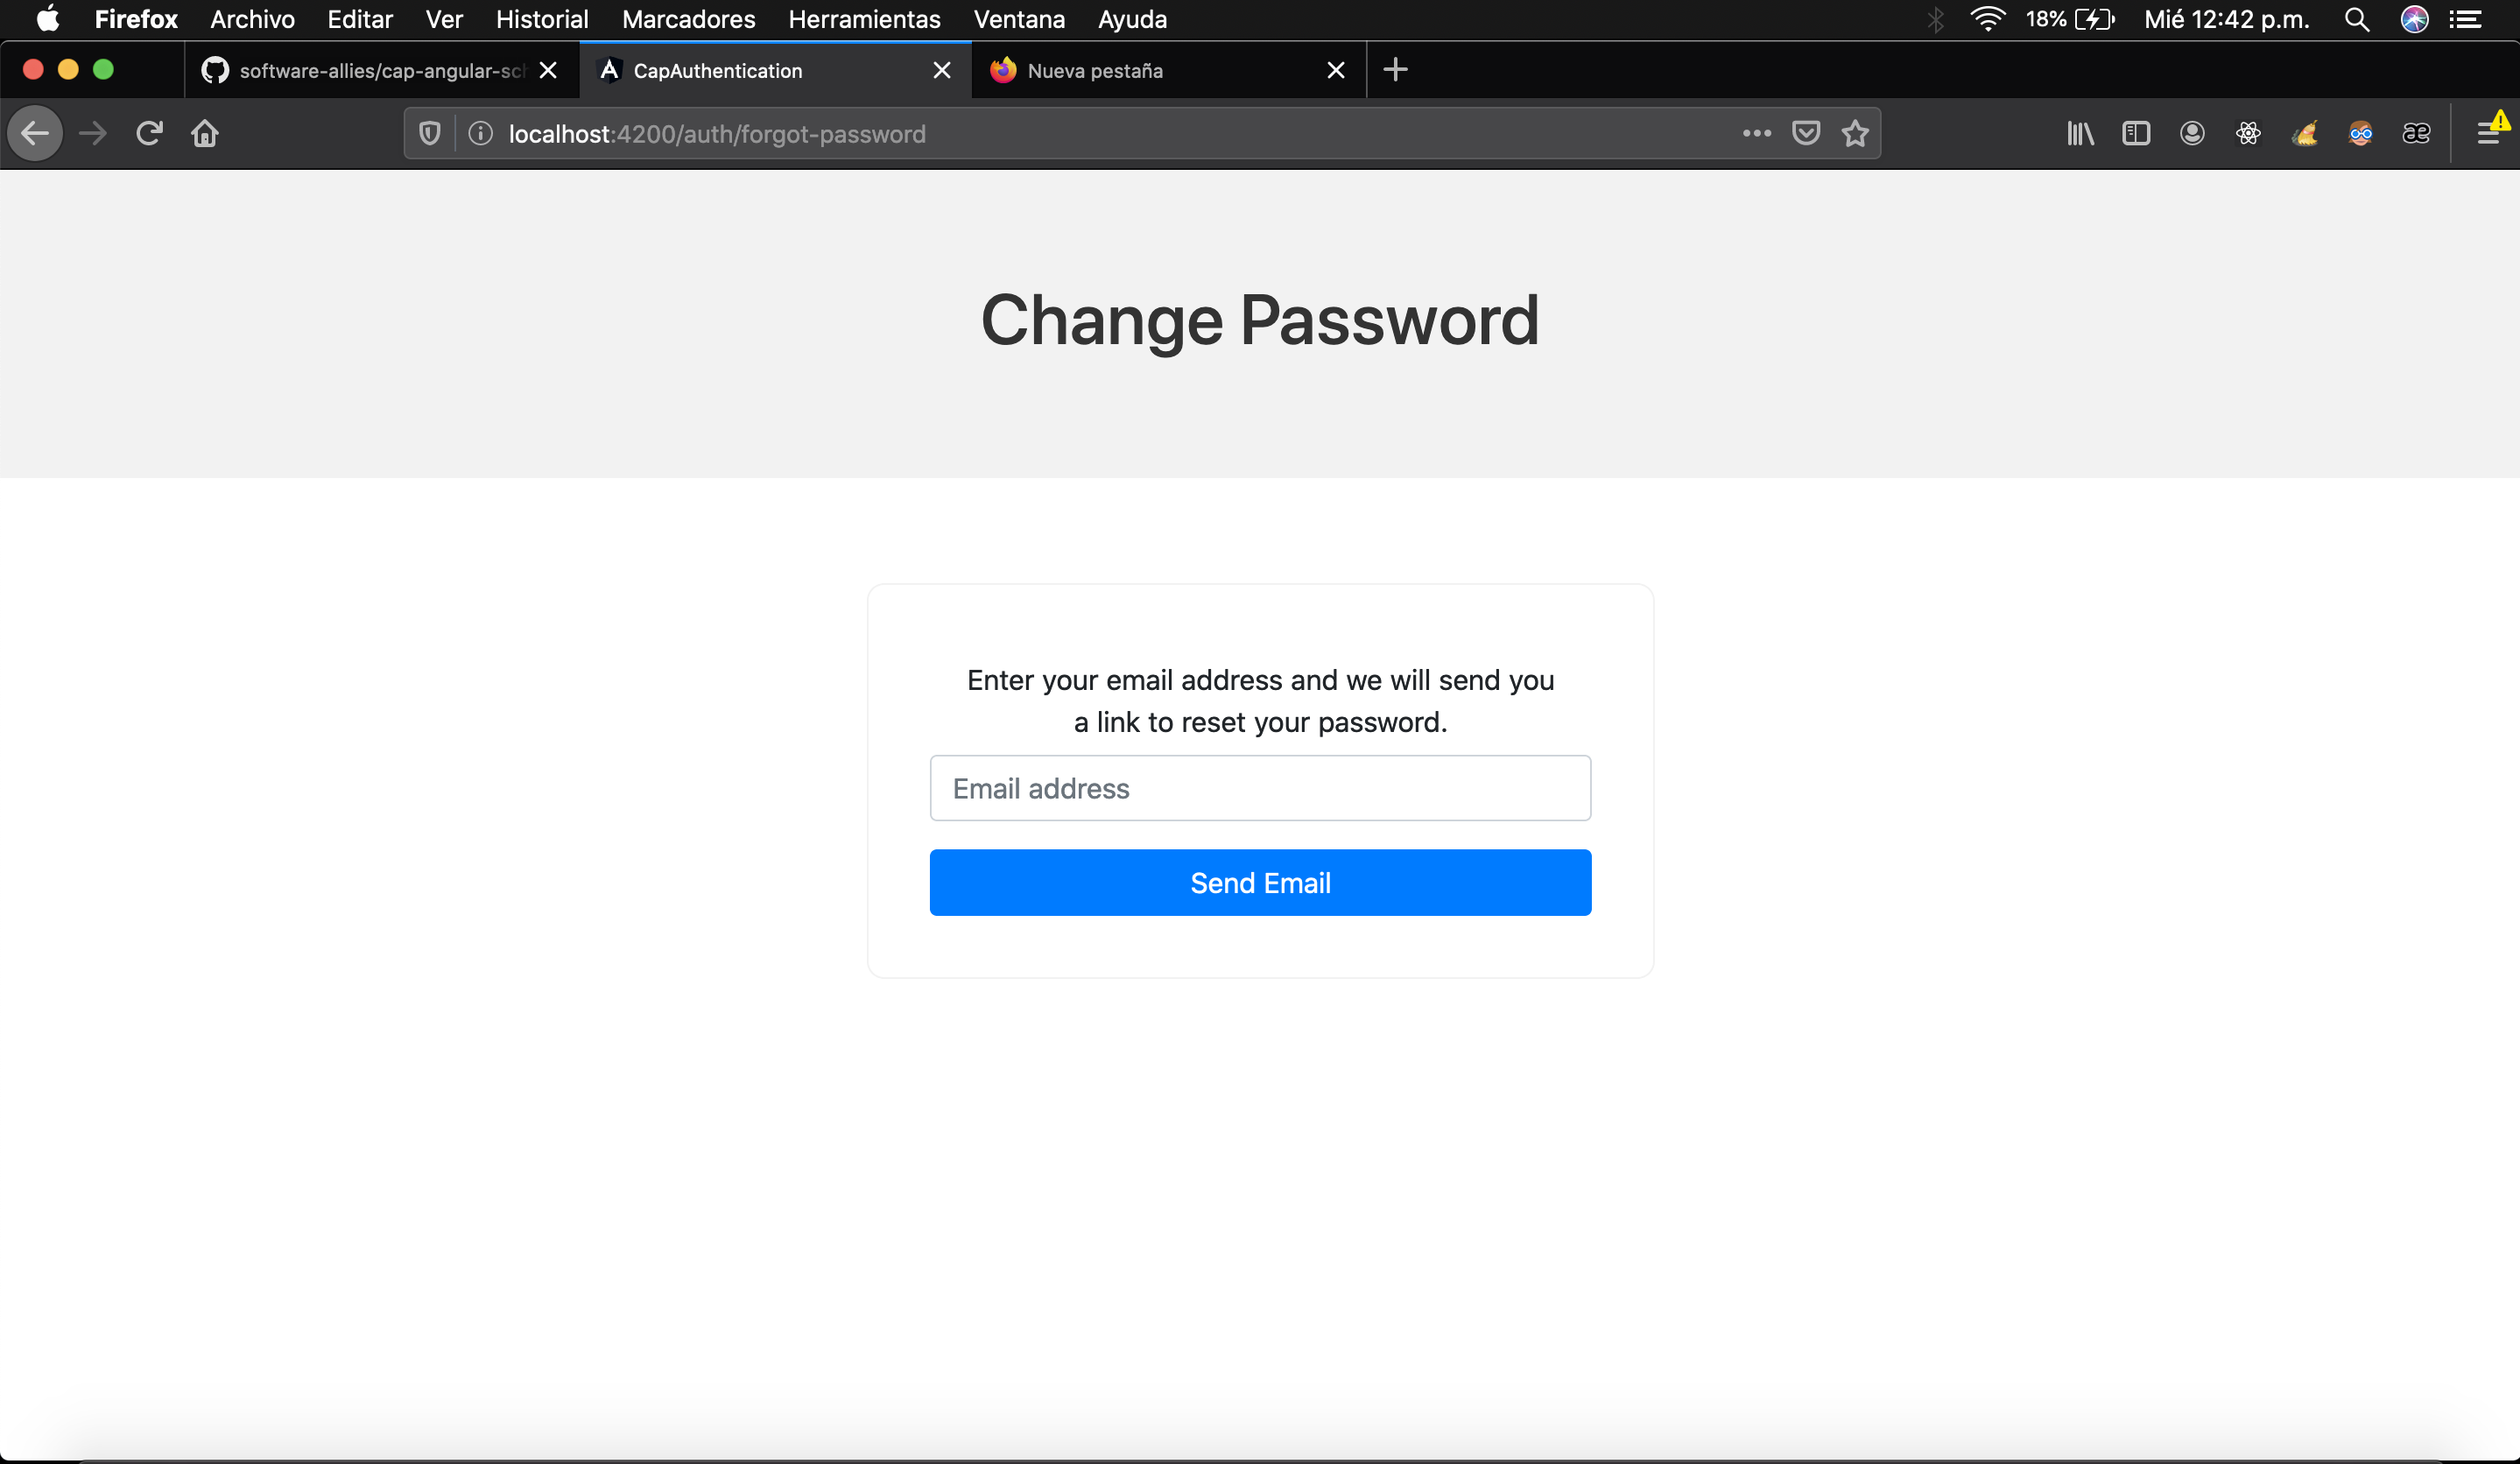 Firefox Archivo Editar Ver Historial Marcadores Herramientas Ventana Ayuda 18% Mié 12:42 p.m.
software-allies/cap-angular-sch CapAuthentication Nueva pestaña
localhost:4200/auth/forgot-password
Change Password
Enter your email address and we will send you
a link to reset your password.
Email address
Send Email